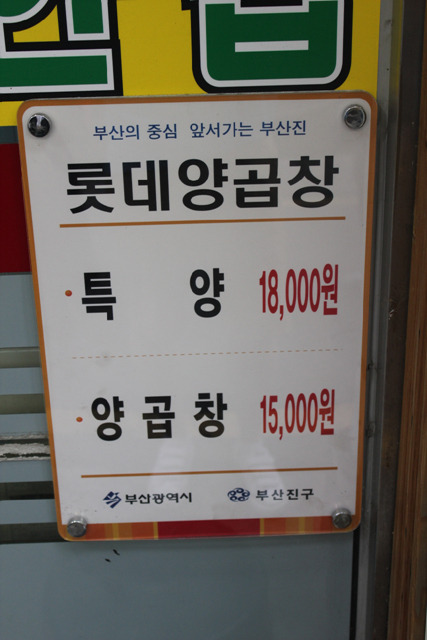 부산의 중심 앞서가는 부산진
롯데양곱창
특 양 18,000원
양곱창 15,000원
부산광역시 부산진구